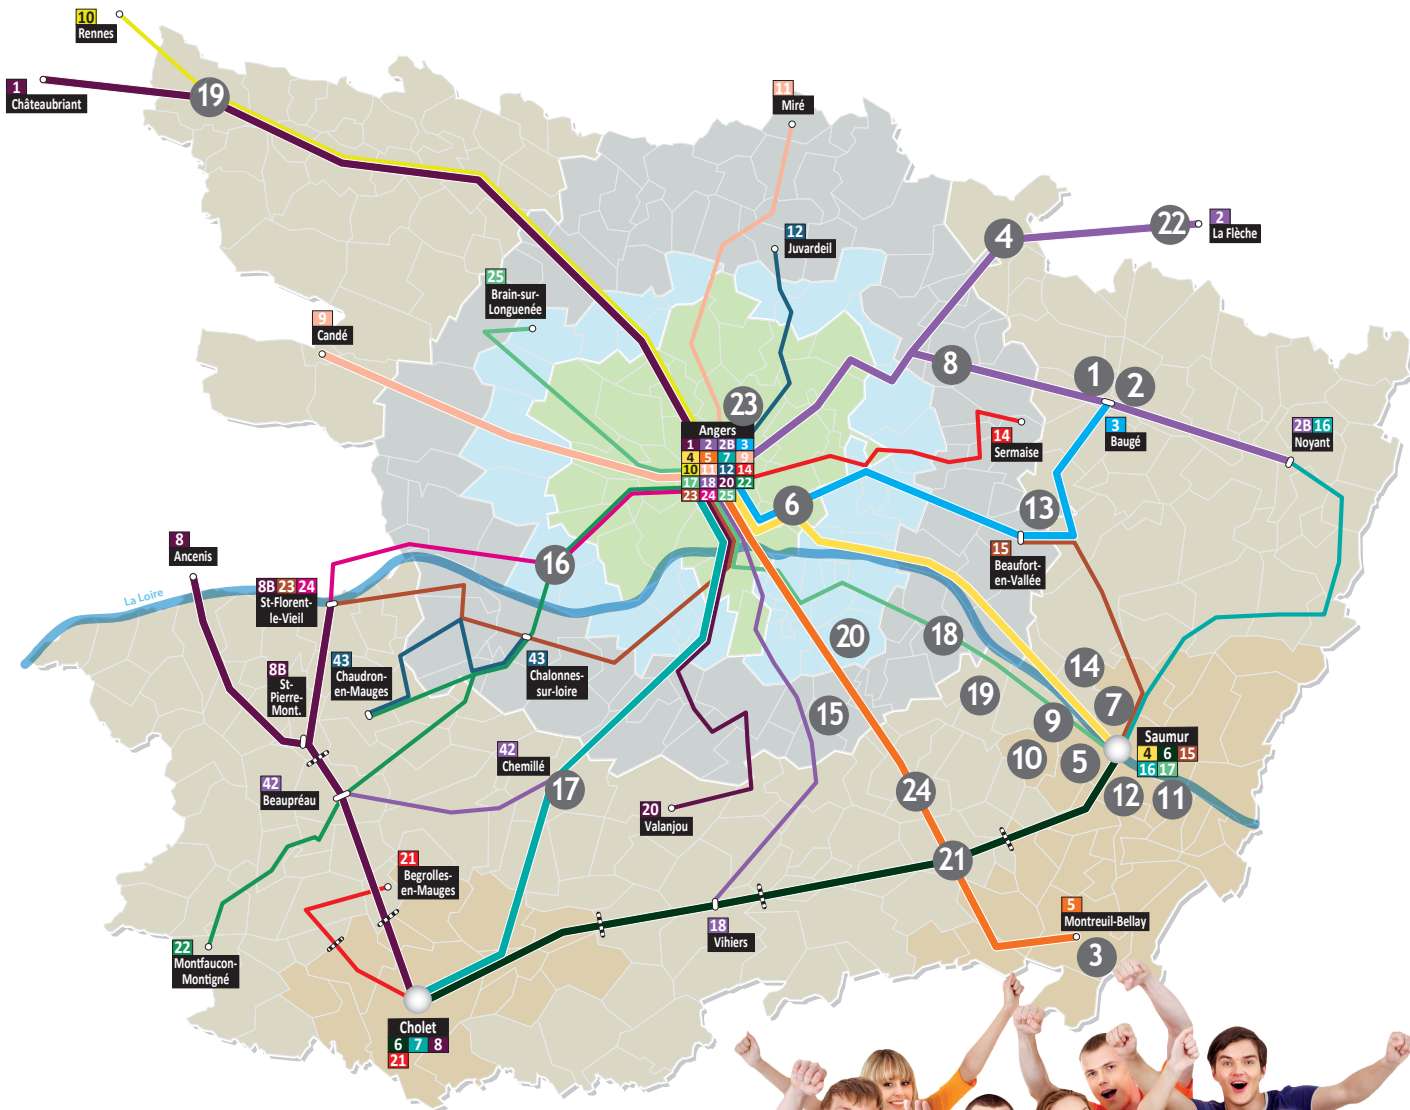 10
Rennes
1
Châteaubriant
19
11
Miré
12
Juvardeil
4
22
2
La Flèche
25
Brain-sur-
Longuenée
9
Candé
8
1
2
3
Baugé
2B 16
Noyant
23
Angers
1 2 2B 3
4 5 7 9
10 11 12 14
17 18 20 22
23 24 25
14
Sermaise
6
13
15
Beaufort-
en-Vallée
8
Ancenis
La Loire
8B 23 24
St-Florent-
le-Vieil
16
8B
St-
Pierre-
Mont.
43
Chaudron-
en-Mauges
43
Chalonnes-
sur-loire
20
18
14
19
7
9
15
10
5
Saumur
4 6 15
16 17
12
11
42
Chemillé
17
42
Beaupréau
20
Valanjou
24
21
21
Begrolles-
en-Mauges
18
Vihiers
5
Montreuil-Bellay
3
22
Montfaucon-
Montigné
Cholet
6 7 8
21